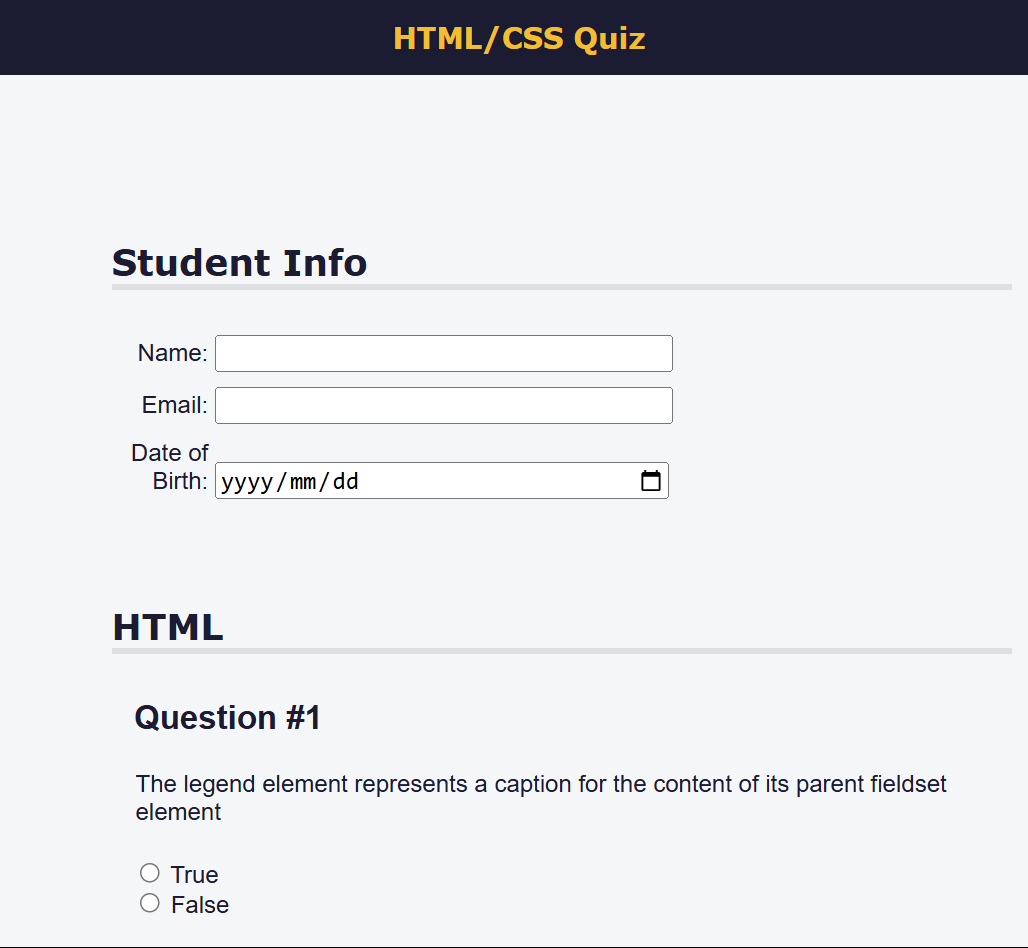 HTML/CSS Quiz
Student Info
Name:
Email:
Date of
Birth:
yyyy/mm/dd
HTML
Question #1
The legend element represents a caption for the content of its parent fieldset
element
True
False